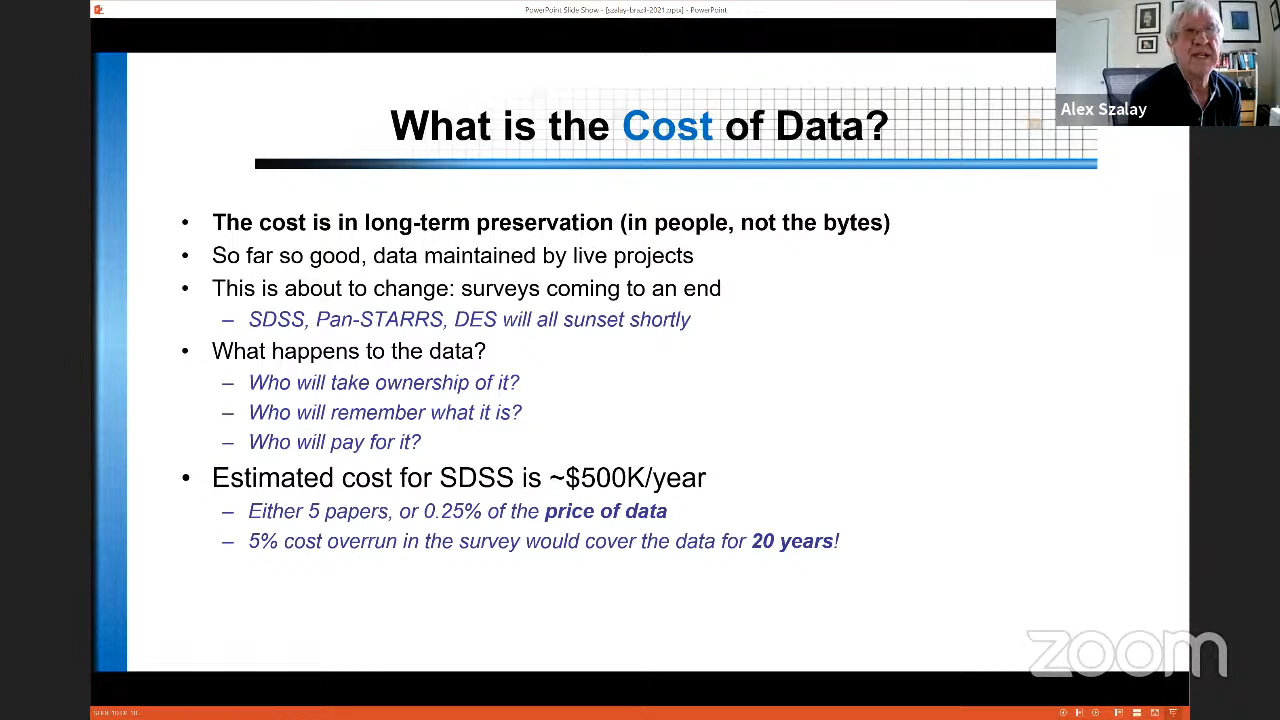 PowerPoint Slide Show - [szalay-brazil-2021.pptx] - PowerPoint
Alex Szalay
What is the Cost of Data?
• The cost is in long-term preservation (in people, not the bytes)
• So far so good, data maintained by live projects
• This is about to change: surveys coming to an end
– SDSS, Pan-STARRS, DES will all sunset shortly
• What happens to the data?
– Who will take ownership of it?
– Who will remember what it is?
– Who will pay for it?
• Estimated cost for SDSS is ~$500K/year
– Either 5 papers, or 0.25% of the price of data
– 5% cost overrun in the survey would cover the data for 20 years!
zoom
SLIDE 10 OF 18